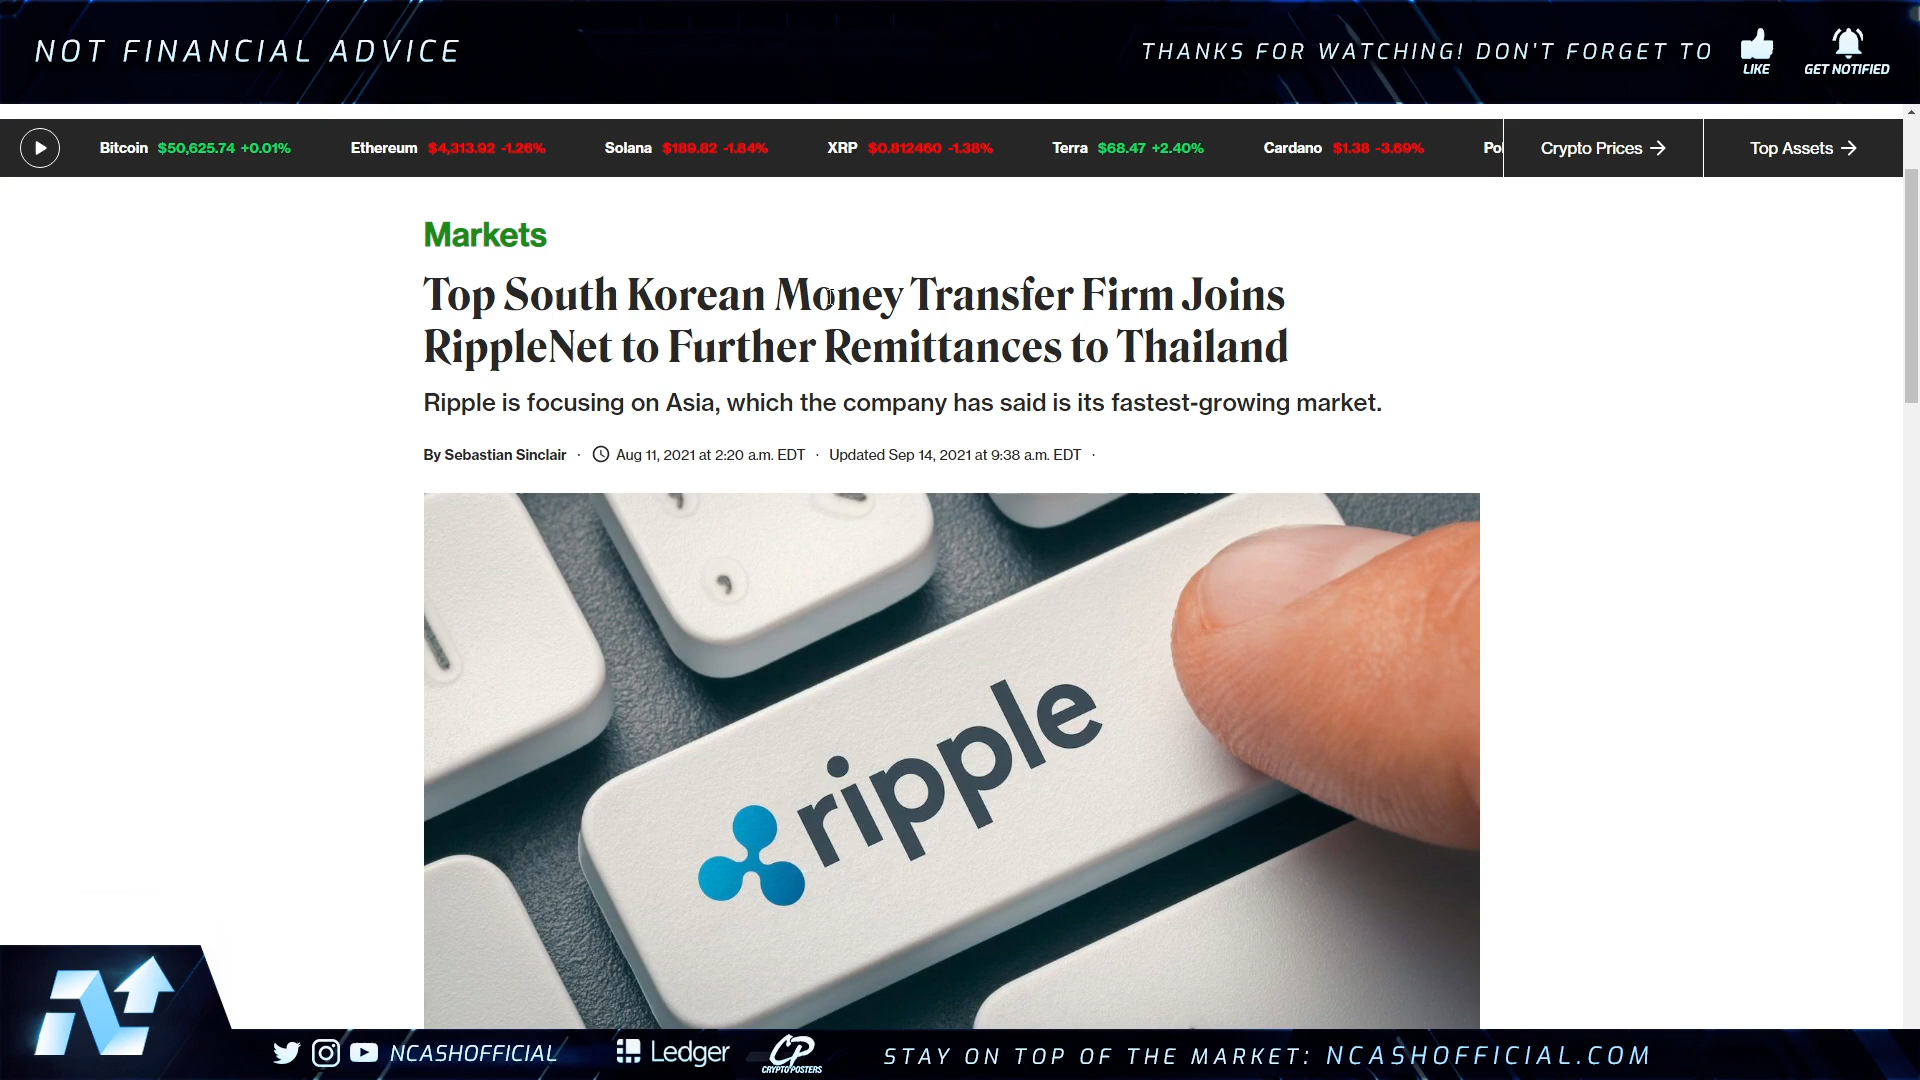 NOT FINANCIAL ADVICE
THANKS FOR WATCHING! DON'T FORGET TO
LIKE
GET NOTIFIED
Bitcoin $50,625.74 +0.01% Ethereum $4,313.92 -1.26% Solana $189.82 -1.84% XRP $0.812460 -1.38% Terra $68.47 +2.40% Cardano $1.38 -3.69% Pol
Crypto Prices →
Top Assets →
Markets
Top South Korean Money Transfer Firm Joins
RippleNet to Further Remittances to Thailand
Ripple is focusing on Asia, which the company has said is its fastest-growing market.
By Sebastian Sinclair · Aug 11, 2021 at 2:20 a.m. EDT · Updated Sep 14, 2021 at 9:38 a.m. EDT ·
ripple
NCASHOFFICIAL
Ledger
CP
CRYPTO POSTERS
STAY ON TOP OF THE MARKET: NCASHOFFICIAL.COM